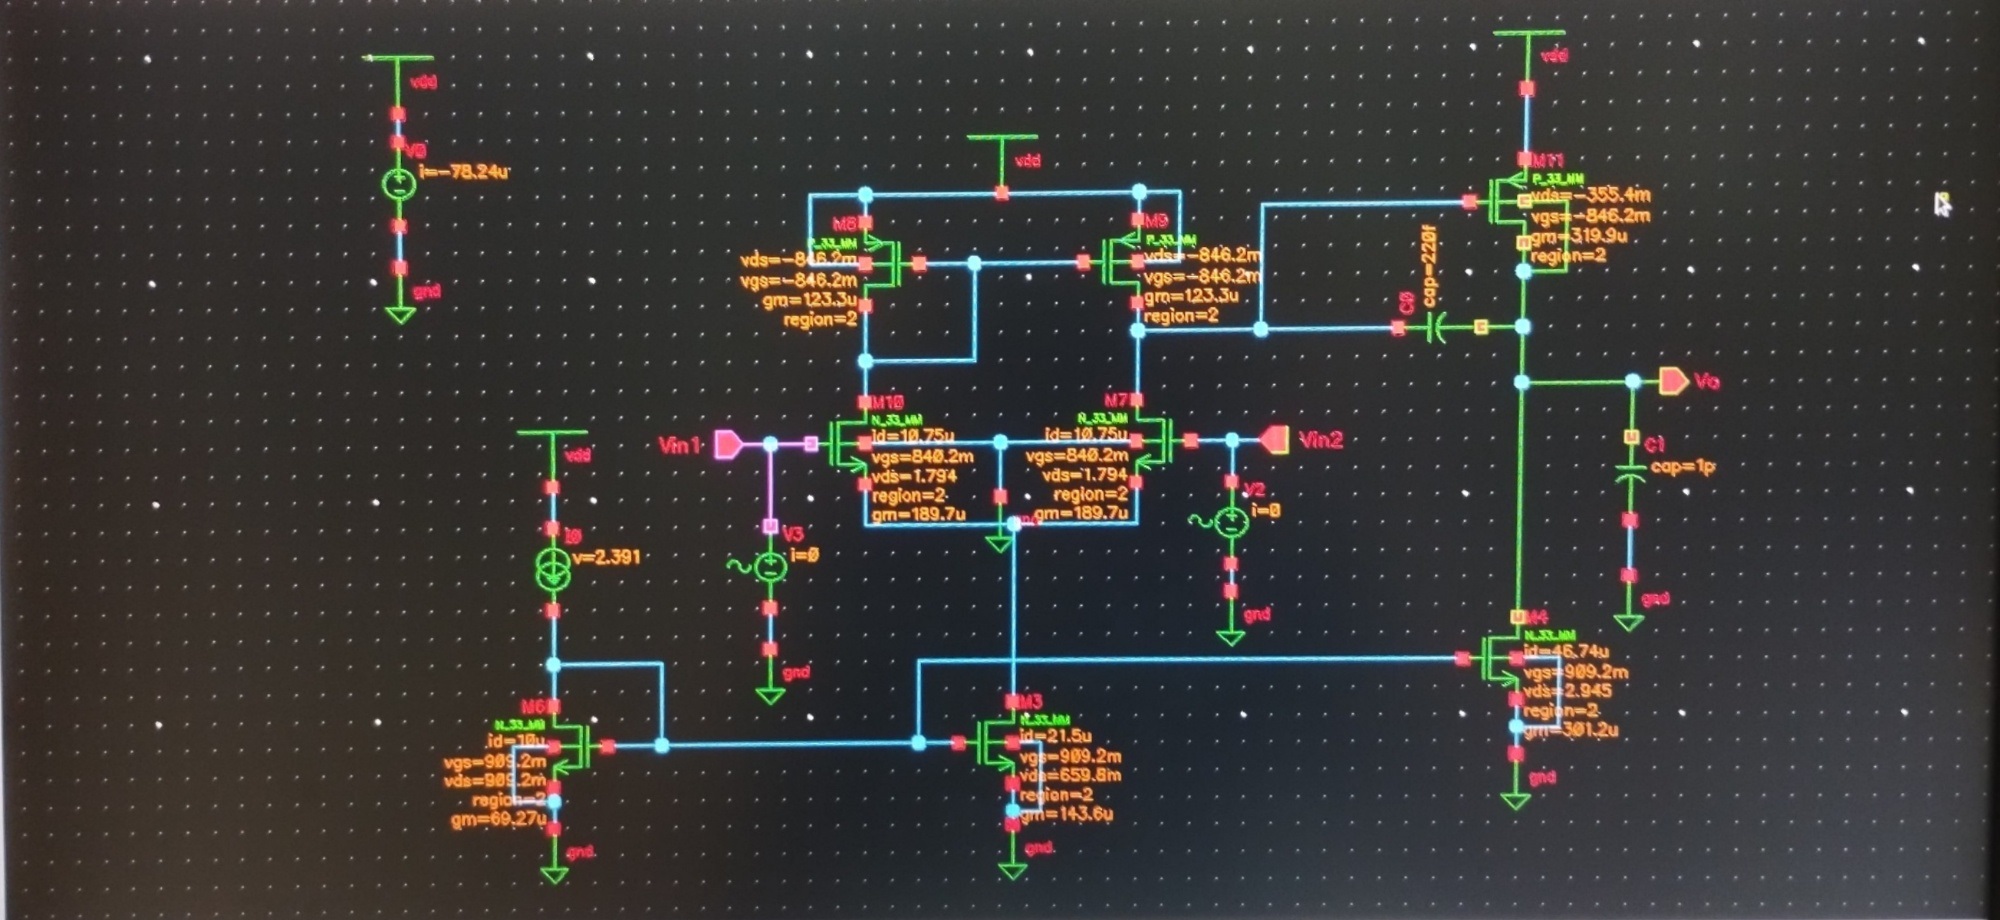 vdd
V0
i=-78.24u
gnd
vdd
vdd
M11
P_33_MM
vds=-355.4m
vgs=-846.2m
gm=319.9u
region=2
M8
P_33_MM
vds=-846.2m
vgs=-846.2m
gm=123.3u
region=2
M9
P_33_MM
vds=-846.2m
vgs=-846.2m
gm=123.3u
region=2
C0
cap=220f
Vo
C1
cap=1p
gnd
Vin1
M10
N_33_MM
id=10.75u
vgs=840.2m
vds=1.794
region=2
gm=189.7u
M7
N_33_MM
id=10.75u
vgs=840.2m
vds=1.794
region=2
gm=189.7u
Vin2
V2
i=0
gnd
V3
i=0
gnd
vdd
I0
v=2.391
M6
N_33_MM
id=10u
vgs=909.2m
vds=909.2m
region=2
gm=69.27u
gnd
M3
N_33_MM
id=21.5u
vgs=909.2m
vds=659.8m
region=2
gm=143.6u
gnd
M4
N_33_MM
id=46.74u
vgs=909.2m
vds=2.945
region=2
gm=301.2u
gnd